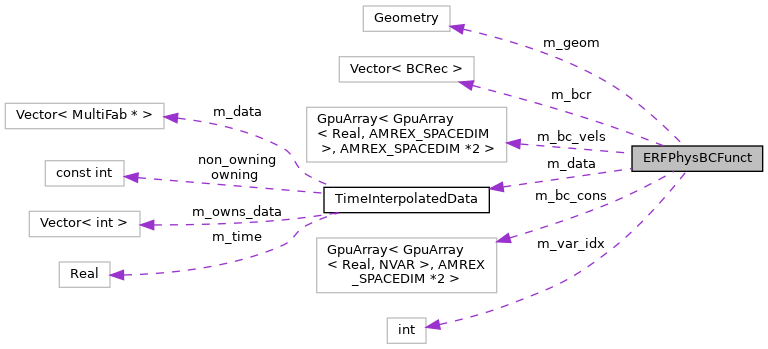 Geometry
m_geom
Vector< BCRec >
m_bcr
Vector< MultiFab * >
m_data
GpuArray< GpuArray
< Real, AMREX_SPACEDIM
>, AMREX_SPACEDIM *2 >
m_bc_vels
ERFPhysBCFunct
const int
non_owning
owning
m_data
TimeInterpolatedData
m_bc_cons
Vector< int >
m_owns_data
m_time
GpuArray< GpuArray
< Real, NVAR >, AMREX
_SPACEDIM *2 >
m_var_idx
Real
int